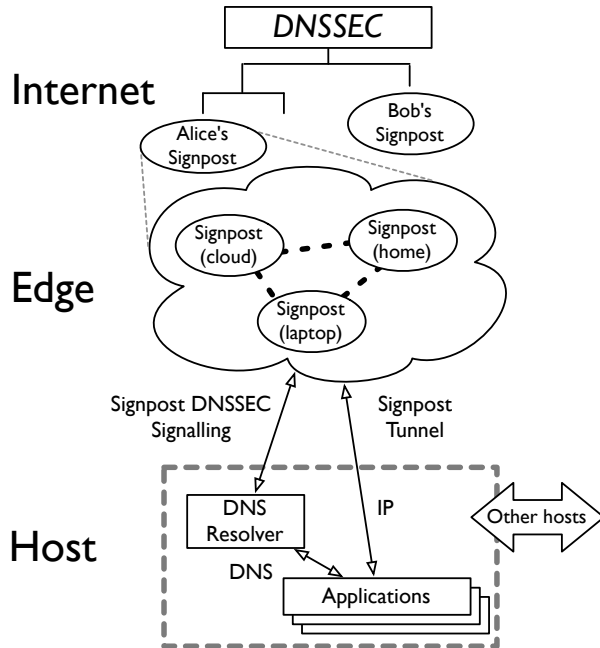 DNSSEC
Internet
Alice's
Signpost
Bob's
Signpost
Edge
Signpost
(cloud)
Signpost
(home)
Signpost
(laptop)
Signpost DNSSEC
Signalling
Signpost
Tunnel
Host
DNS
Resolver
IP
Other hosts
DNS
Applications